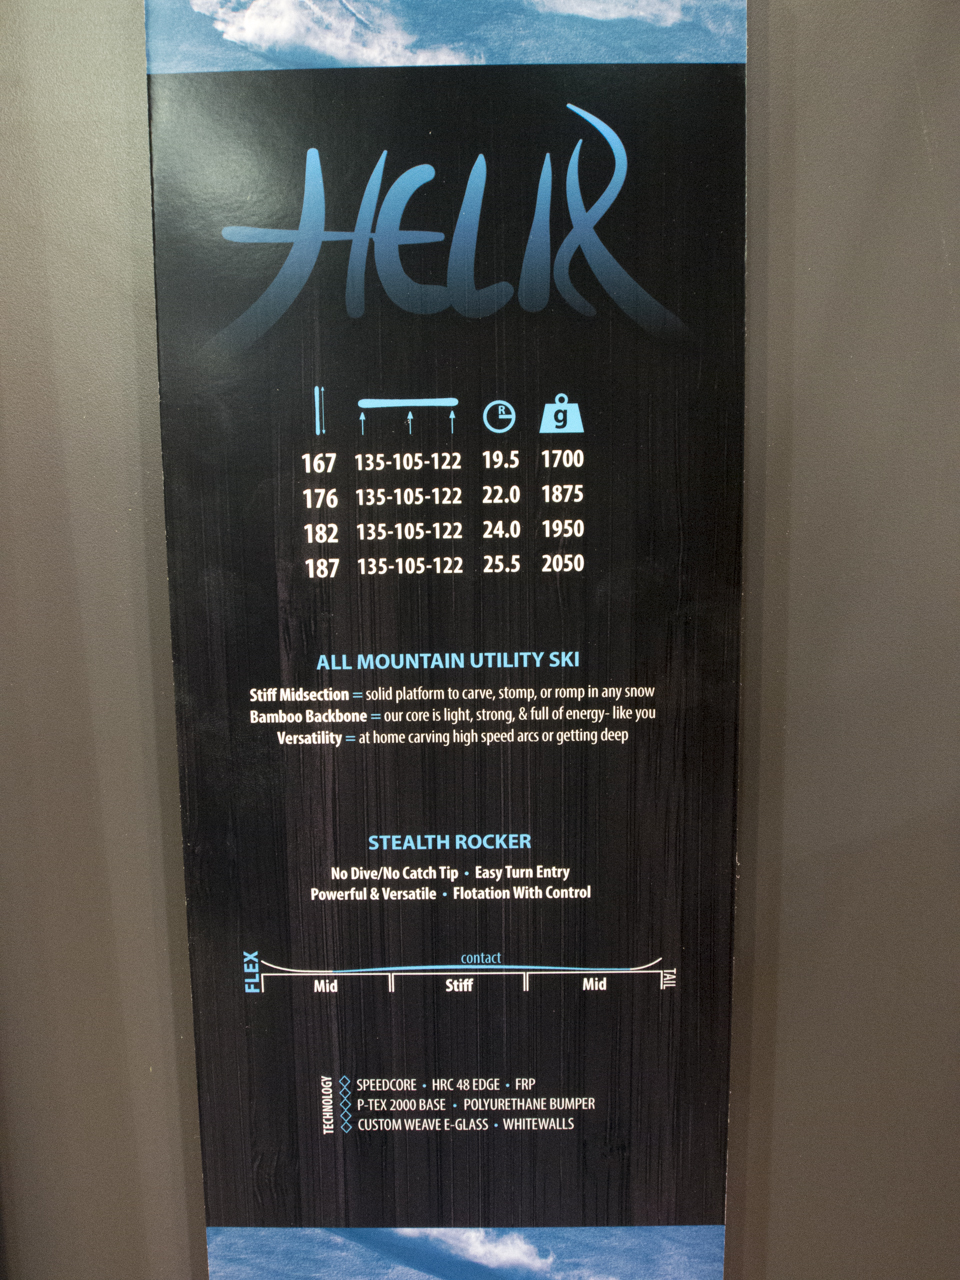 HELIX
R g
167 135-105-122 19.5 1700
176 135-105-122 22.0 1875
182 135-105-122 24.0 1950
187 135-105-122 25.5 2050
ALL MOUNTAIN UTILITY SKI
Stiff Midsection = solid platform to carve, stomp, or romp in any snow
Bamboo Backbone = our core is light, strong, & full of energy- like you
Versatility = at home carving high speed arcs or getting deep
STEALTH ROCKER
No Dive/No Catch Tip • Easy Turn Entry
Powerful & Versatile • Flotation With Control
contact
FLEX Mid Stiff Mid TAIL
TECHNOLOGY
SPEEDCORE • HRC 48 EDGE • FRP
P-TEX 2000 BASE • POLYURETHANE BUMPER
CUSTOM WEAVE E-GLASS • WHITEWALLS